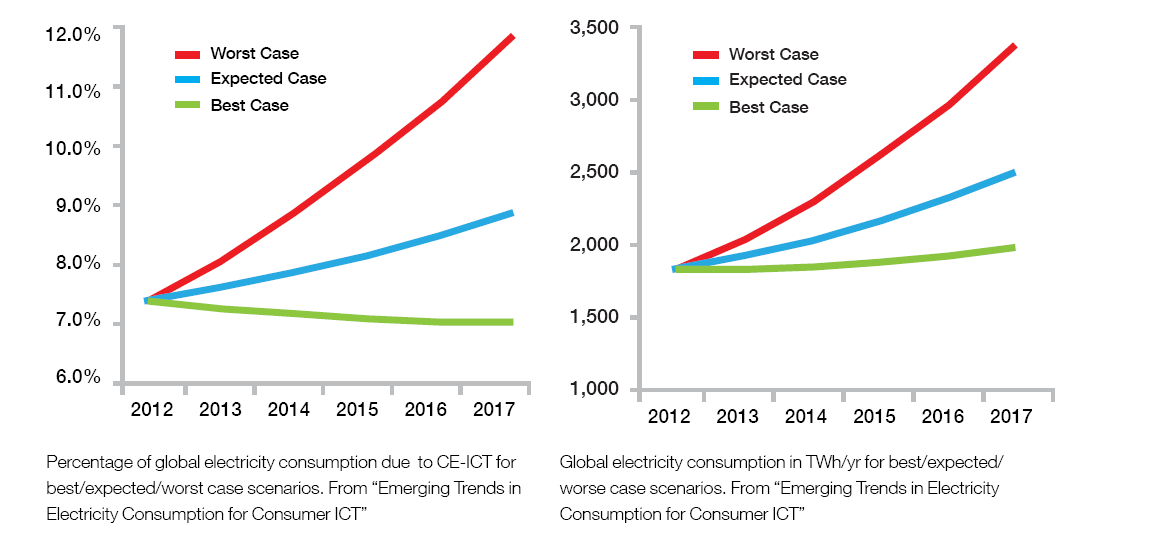 12.0%
11.0%
10.0%
9.0%
8.0%
7.0%
6.0%
Worst Case
Expected Case
Best Case
2012 2013 2014 2015 2016 2017
Percentage of global electricity consumption due to CE-ICT for
best/expected/worst case scenarios. From “Emerging Trends in
Electricity Consumption for Consumer ICT”
3,500
3,000
2,500
2,000
1,500
1,000
Worst Case
Expected Case
Best Case
2012 2013 2014 2015 2016 2017
Global electricity consumption in TWh/yr for best/expected/
worse case scenarios. From “Emerging Trends in Electricity
Consumption for Consumer ICT”